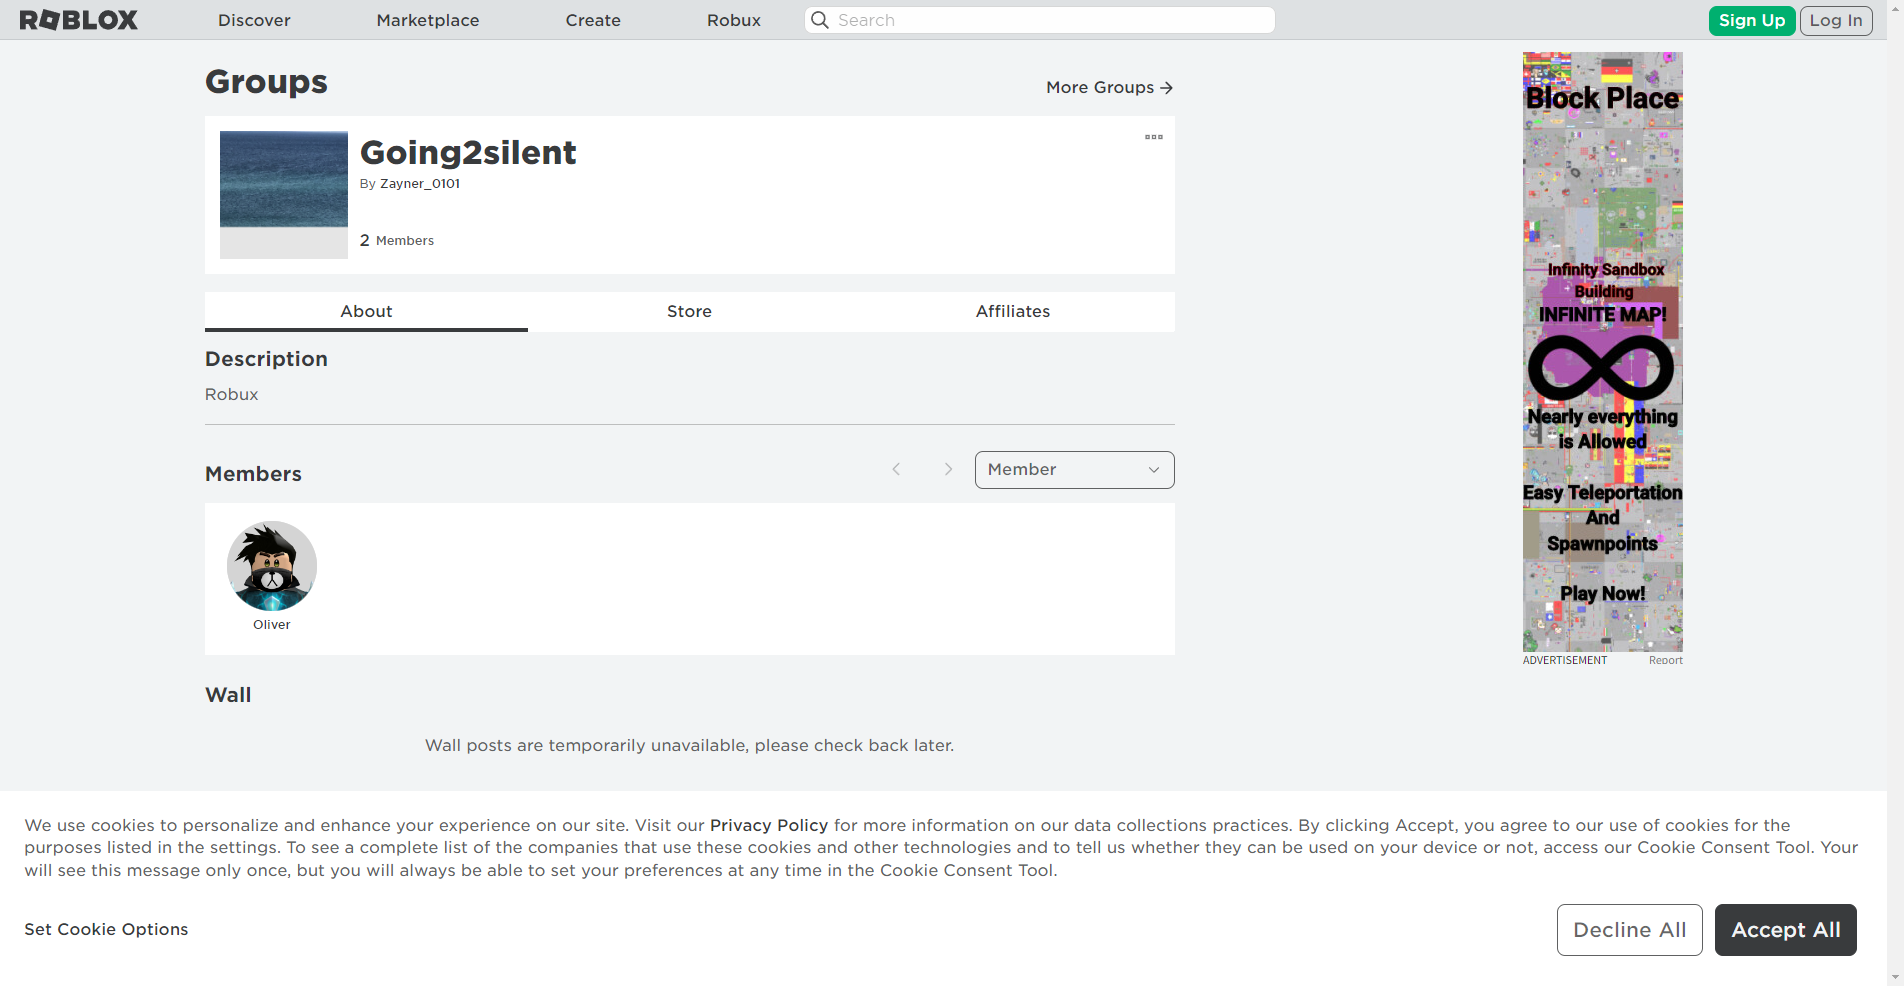 ROBLOX
Discover
Marketplace
Create
Robux
Search
Sign Up
Log In
Groups
More Groups →
Going2silent
By Zayner_0101
2 Members
About
Store
Affiliates
Description
Robux
Members
Member
Oliver
Wall
Wall posts are temporarily unavailable, please check back later.
Block Place
Infinity Sandbox
Building
INFINITE MAP!
Nearly everything
is Allowed
Easy Teleportation
And
Spawnpoints
Play Now!
ADVERTISEMENT
Report
We use cookies to personalize and enhance your experience on our site. Visit our Privacy Policy for more information on our data collections practices. By clicking Accept, you agree to our use of cookies for the
purposes listed in the settings. To see a complete list of the companies that use these cookies and other technologies and to tell us whether they can be used on your device or not, access our Cookie Consent Tool. Your
will see this message only once, but you will always be able to set your preferences at any time in the Cookie Consent Tool.
Set Cookie Options
Decline All
Accept All